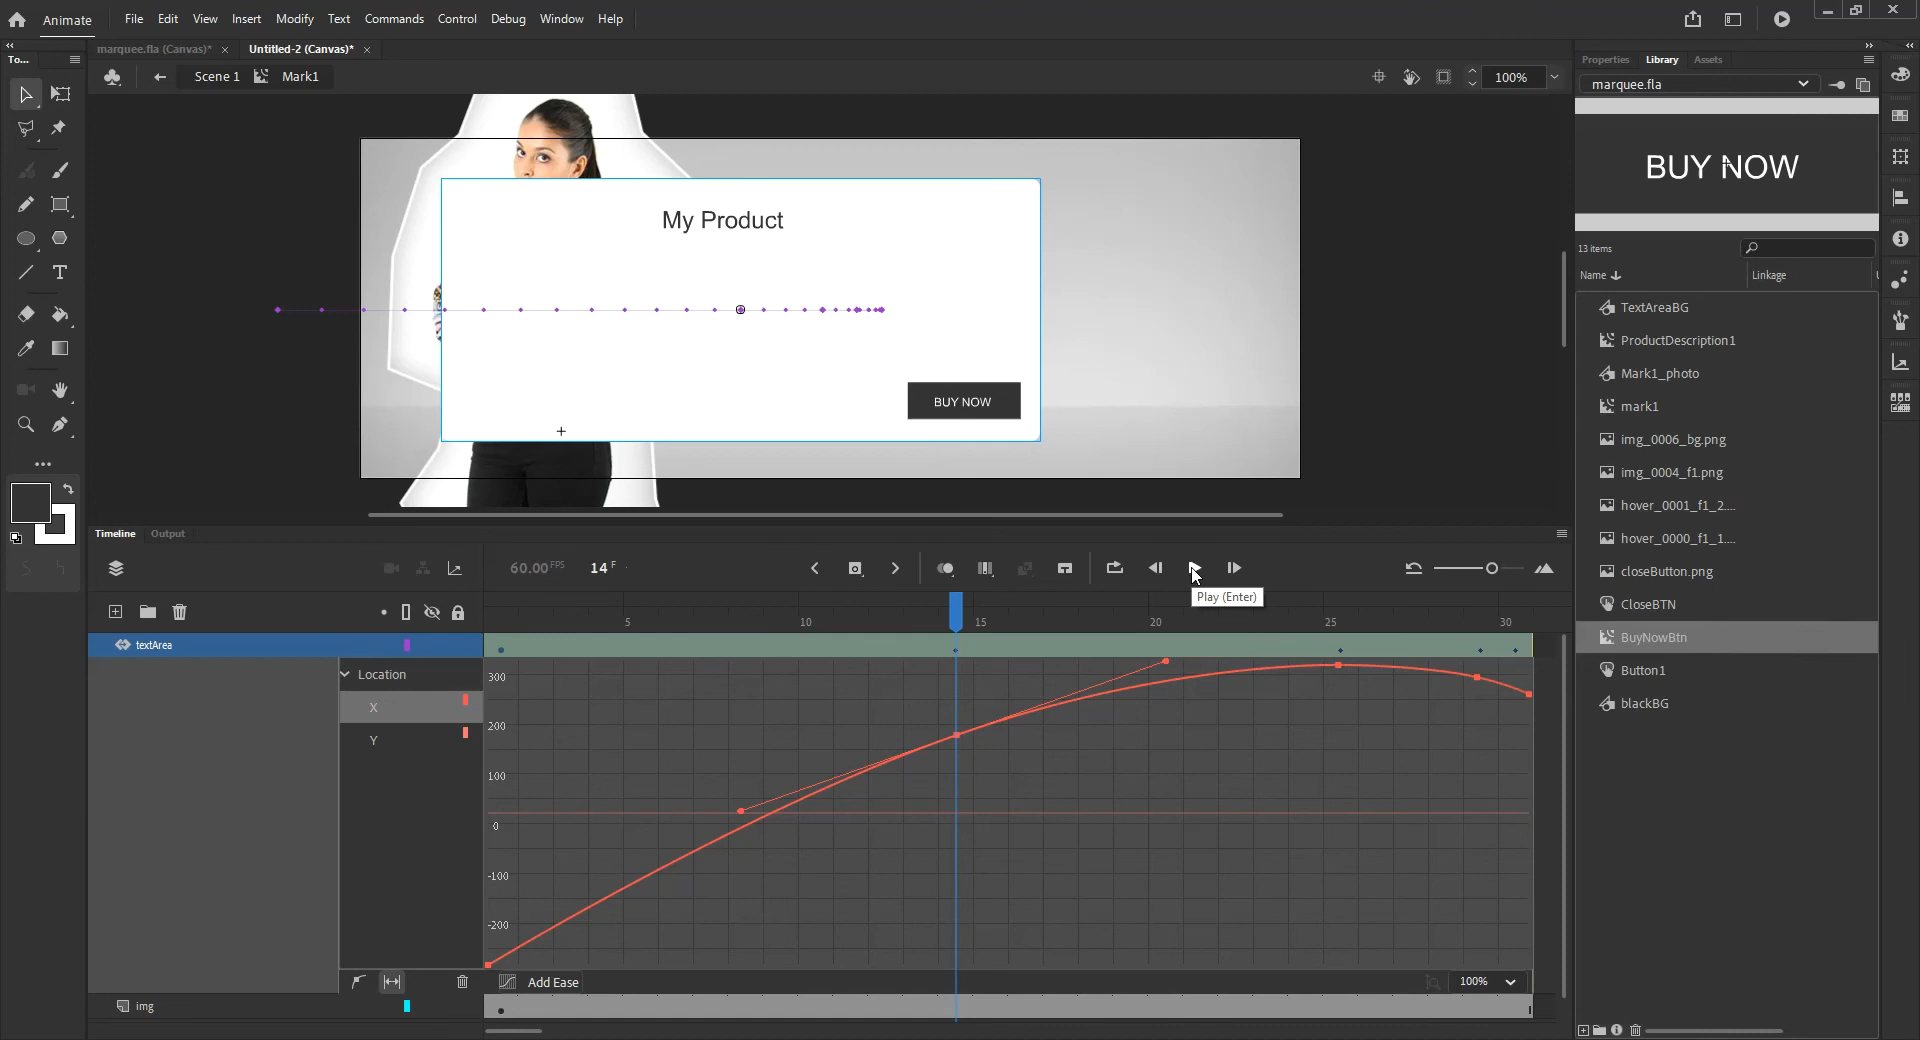 Animate File Edit View Insert Modify Text Commands Control Debug Window Help
marquee.fla (Canvas)* × Untitled-2 (Canvas)* ×
To... Properties Library Assets
Scene 1 Mark1 100% marquee.fla
BUY NOW
My Product
13 items
Name Linkage
TextAreaBG
ProductDescription1
Mark1_photo
BUY NOW
mark1
img_0006_bg.png
img_0004_f1.png
hover_0001_f1_2....
Timeline Output
hover_0000_f1_1....
60.00 FPS 14 F
closeButton.png
Play (Enter)
CloseBTN
5 10 15 20 25 30
BuyNowBtn
textArea
Button1
Location
300
blackBG
X
200
Y
100
0
-100
-200
Add Ease 100%
img